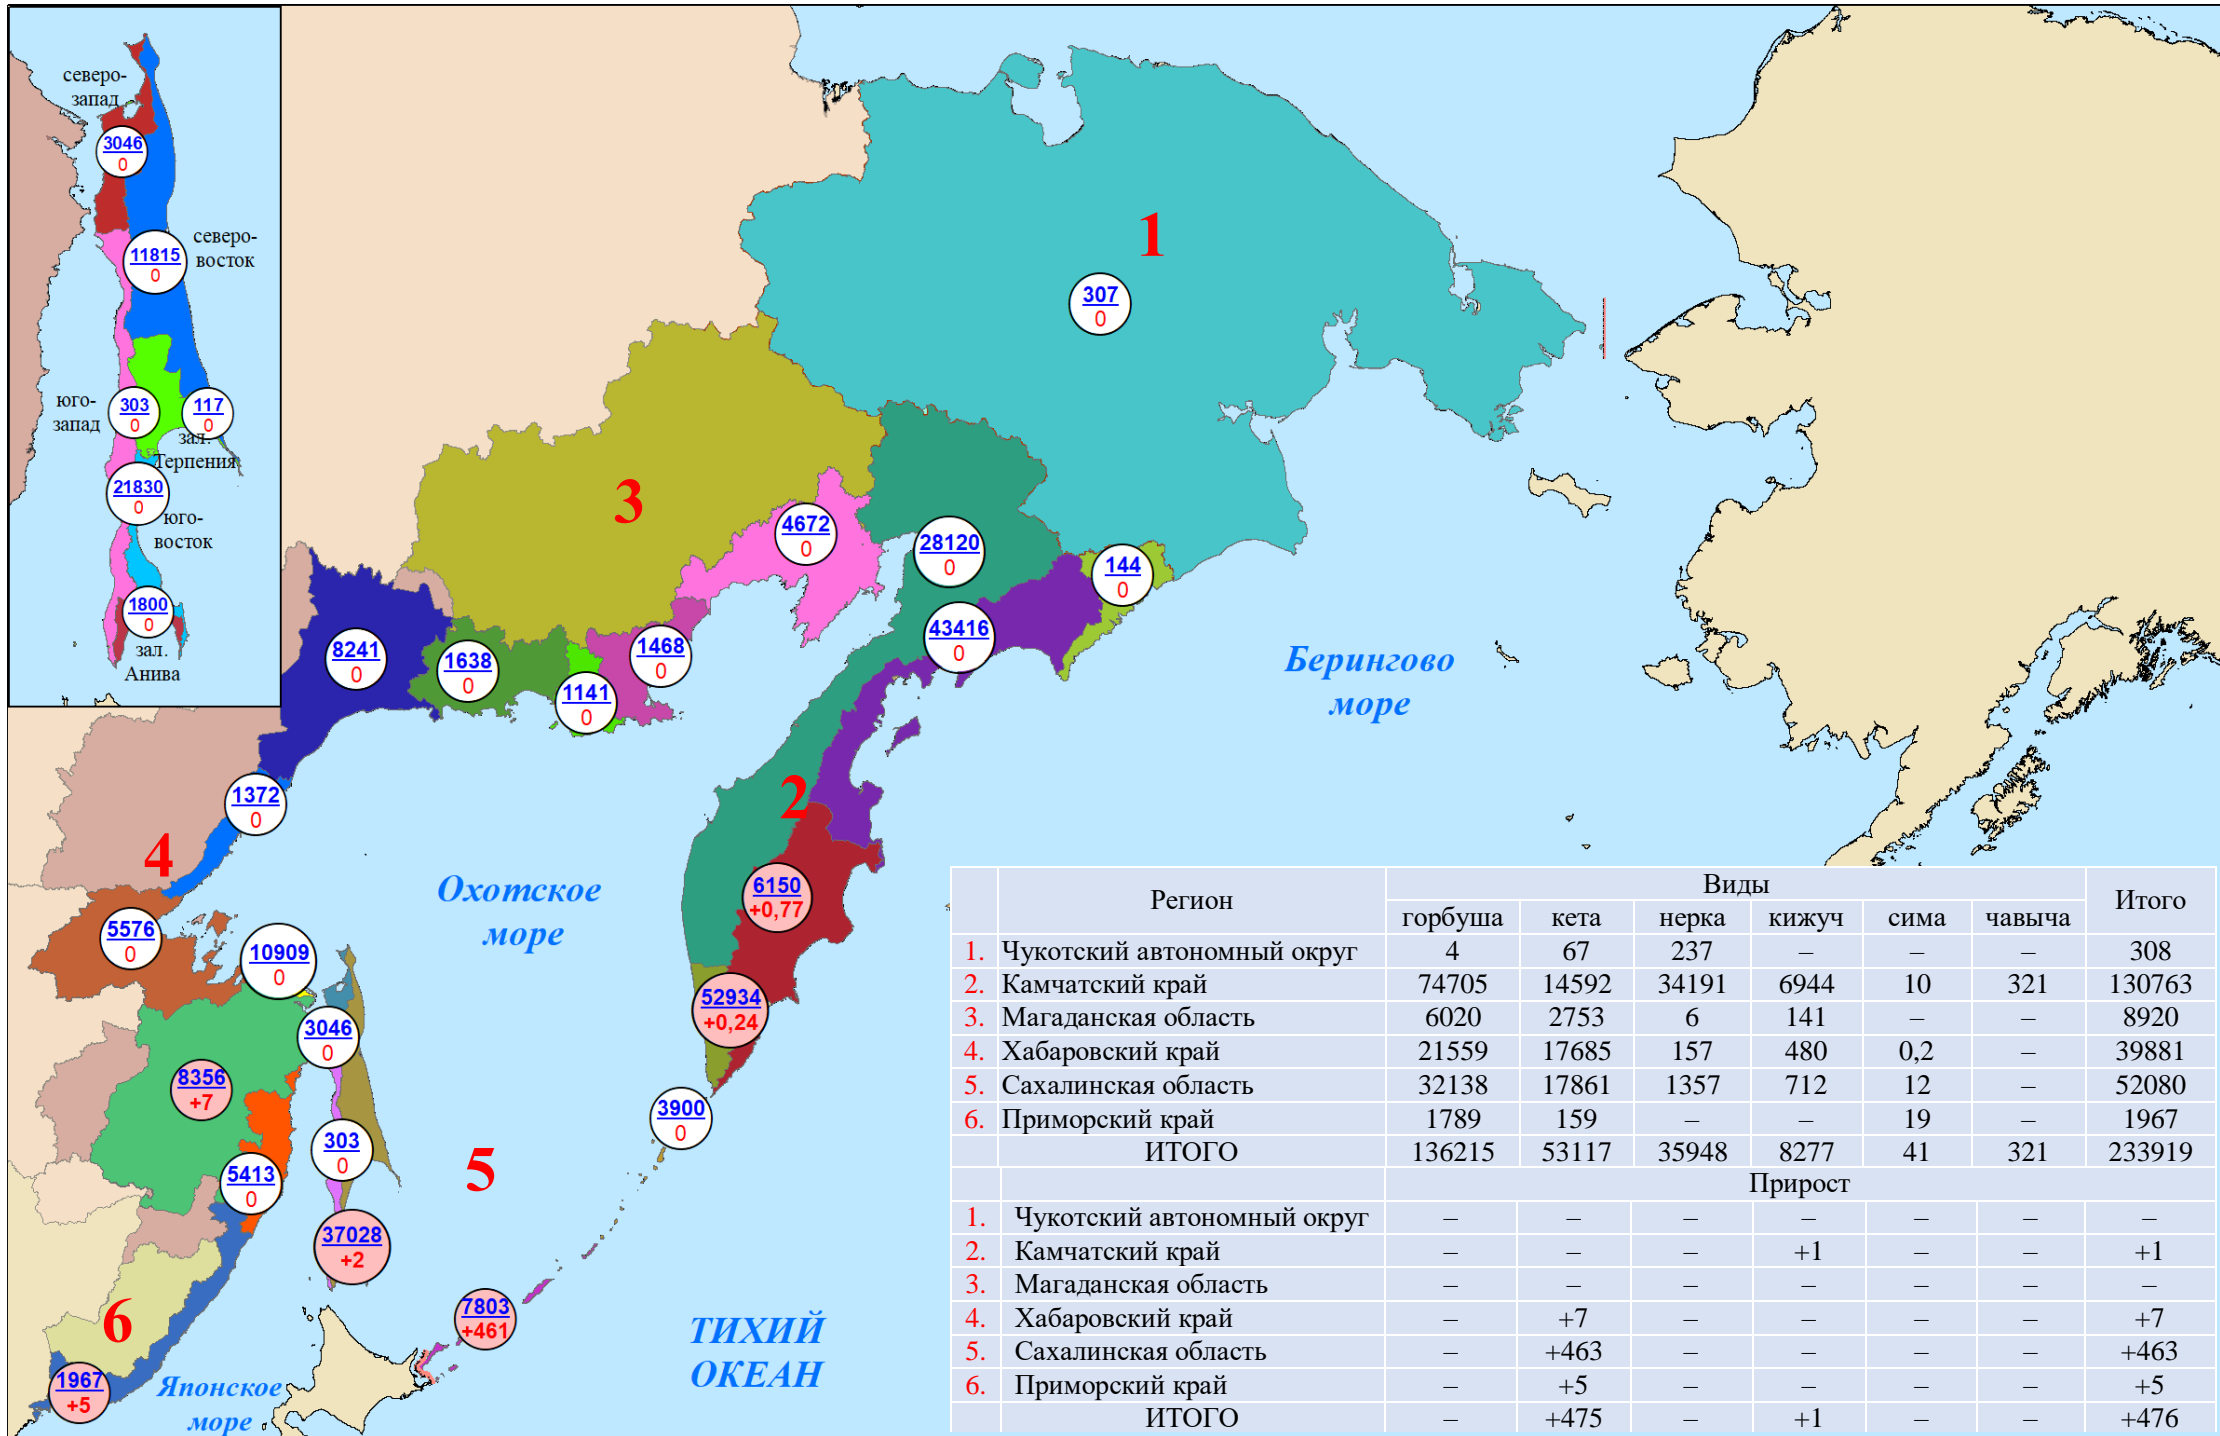 северо-
запад
3046
0
северо-
восток
11815
0
юго-
запад
303
0
117
0
зал.
Терпения
21830
0
юго-
восток
1800
0
зал.
Анива
1
307
0
3
4672
0
28120
0
144
0
43416
0
8241
0
1638
0
1468
0
1141
0
Берингово
море
1372
0
4
2
Охотское
море
6150
+0,77
5576
0
10909
0
52934
+0,24
3046
0
8356
+7
3900
0
303
0
5
5413
0
37028
+2
7803
+461
6
ТИХИЙ
ОКЕАН
1967
+5
Японское
море
Регион Виды Итого
горбуша кета нерка кижуч сима чавыча
1. Чукотский автономный округ 4 67 237 – – – 308
2. Камчатский край 74705 14592 34191 6944 10 321 130763
3. Магаданская область 6020 2753 6 141 – – 8920
4. Хабаровский край 21559 17685 157 480 0,2 – 39881
5. Сахалинская область 32138 17861 1357 712 12 – 52080
6. Приморский край 1789 159 – – 19 – 1967
ИТОГО 136215 53117 35948 8277 41 321 233919
Прирост
1. Чукотский автономный округ – – – – – – –
2. Камчатский край – – – +1 – – +1
3. Магаданская область – – – – – – –
4. Хабаровский край – +7 – – – – +7
5. Сахалинская область – +463 – – – – +463
6. Приморский край – +5 – – – – +5
ИТОГО – +475 – +1 – – +476